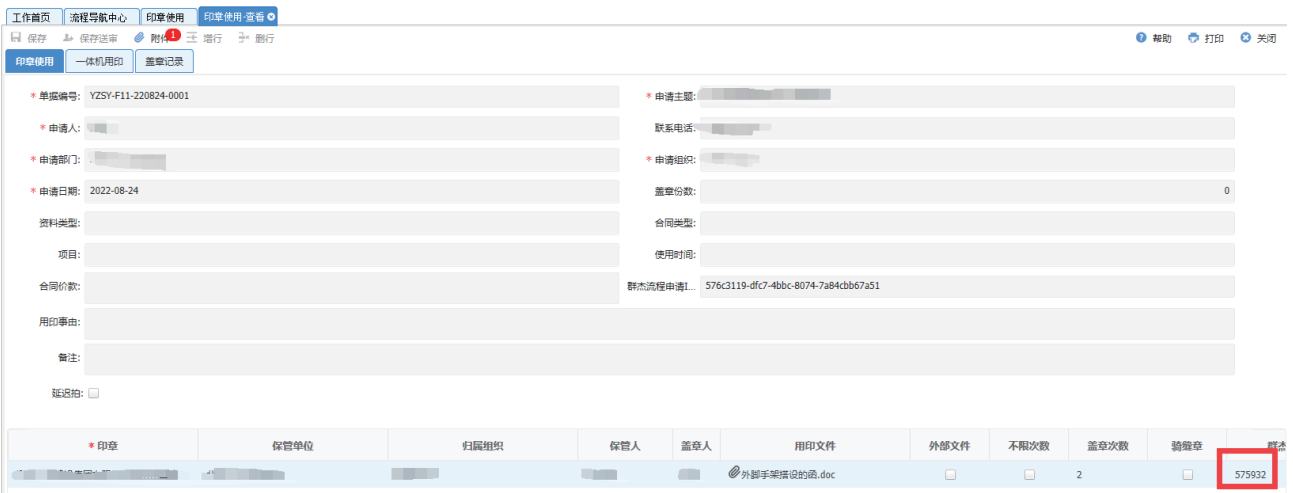 工作首页 流程导航中心 印章使用 印章使用-查看
保存 保存送审 附件 1 增行 删行 帮助 打印 关闭
印章使用 一体机用印 盖章记录
* 单据编号: YZSY-F11-220824-0001 * 申请主题:
* 申请人: 联系电话:
* 申请部门: * 申请组织:
* 申请日期: 2022-08-24 盖章份数: 0
资料类型: 合同类型:
项目: 使用时间:
合同价款: 群杰流程申请I... 576c3119-dfc7-4bbc-8074-7a84cbb67a51
用印事由:
备注:
延迟拍:
* 印章 保管单位 归属组织 保管人 盖章人 用印文件 外部文件 不限次数 盖章次数 骑缝章 群杰
外脚手架搭设的函.doc 2 575932